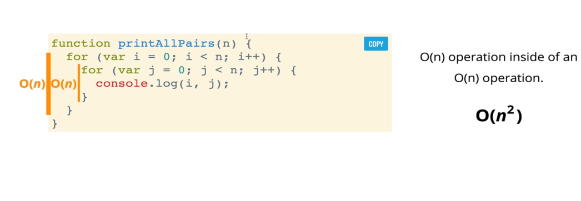 function printAllPairs(n) {
COPY
for (var i = 0; i < n; i++) {
for (var j = 0; j < n; j++) {
O(n) O(n) console.log(i, j);
}
}
}
O(n) operation inside of an
O(n) operation.
O(n²)